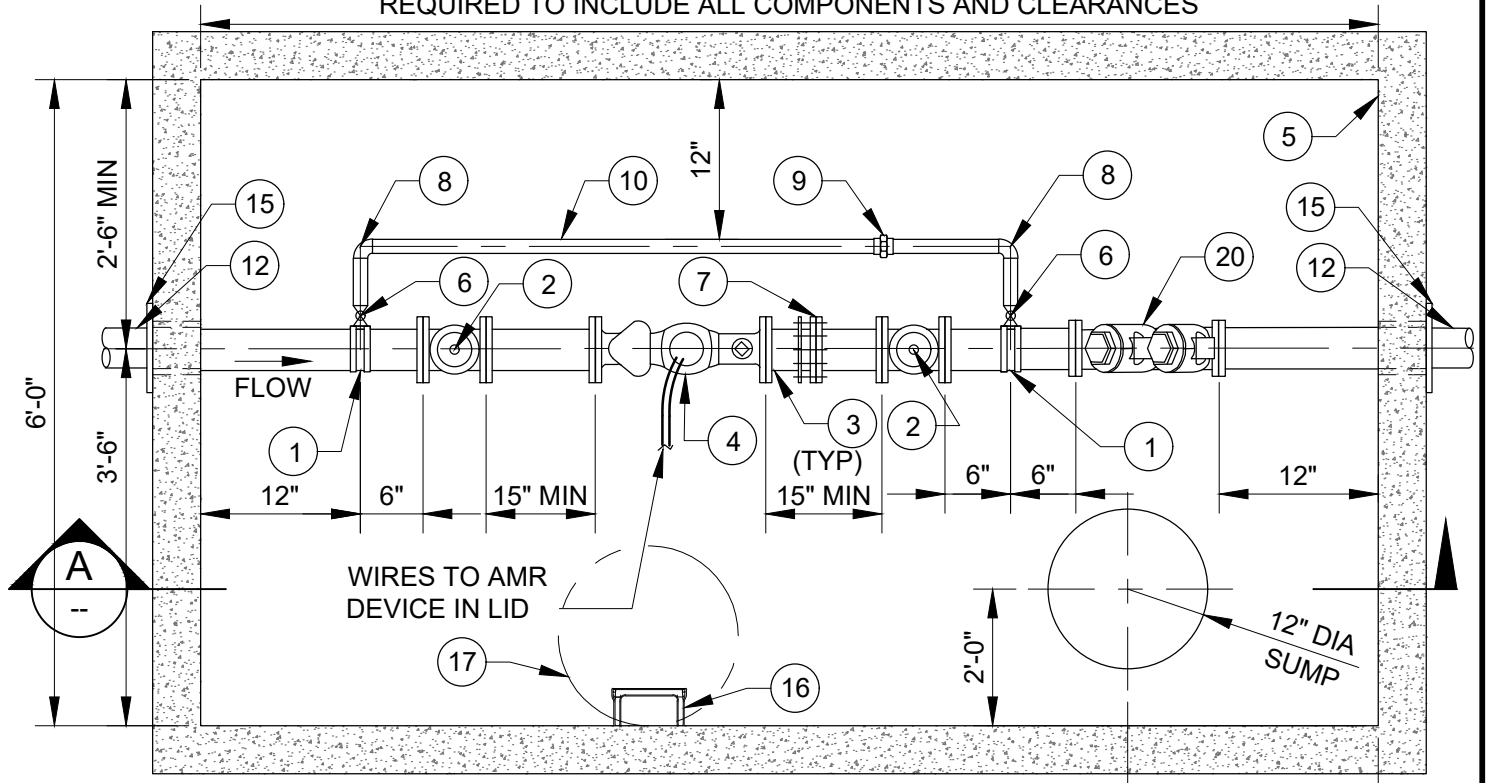 REQUIRED TO INCLUDE ALL COMPONENTS AND CLEARANCES
5
12"
8
10
9
8
15
15
2'-6" MIN
12
6
2
7
6
20
12
FLOW
6'-0"
3'-6"
1
4
3
(TYP)
2
1
12"
6"
15" MIN
15" MIN
6"
6"
12"
A
--
WIRES TO AMR
DEVICE IN LID
2'-0"
12" DIA
SUMP
17
16